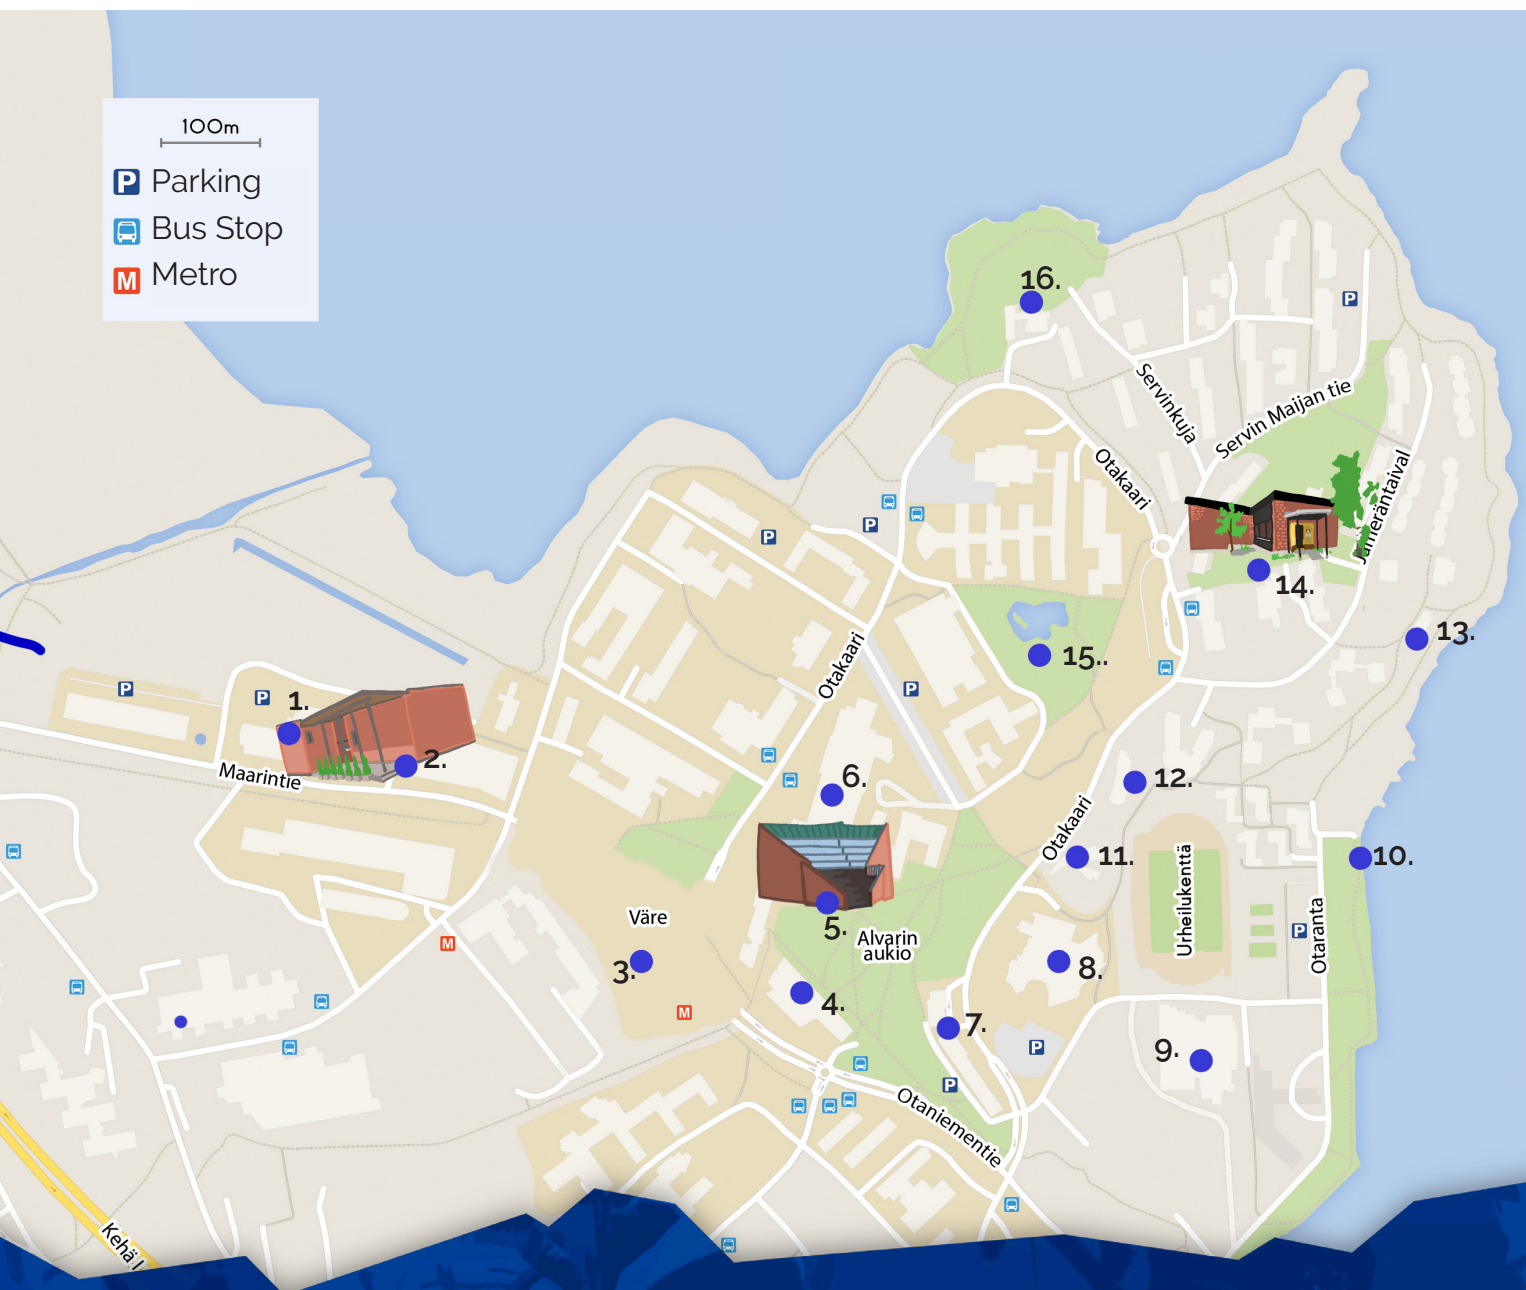 100m
P Parking
Bus Stop
M Metro
16.
P
Servinkuja
Servin Maijan tie
Otakaari
Jämeräntaival
P
P
14.
13.
15..
Otakaari
P
P
P
1.
2.
Maarintie
6.
12.
Otakaari
11.
10.
Urheilukenttä
Väre
5.
Alvarin
aukio
P
Otaranta
M
3.
8.
4.
M
7.
P
9.
P
Otaniementie
Kehä I